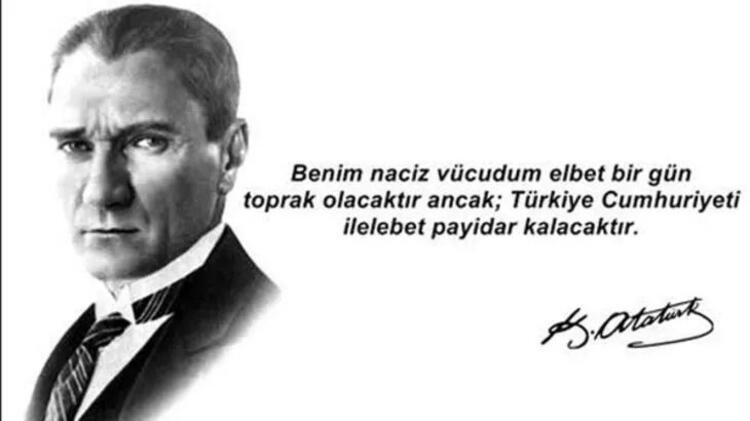 Benim naciz vücudum elbet bir gün
toprak olacaktır ancak; Türkiye Cumhuriyeti
ilelebet payidar kalacaktır.
K. Atatürk